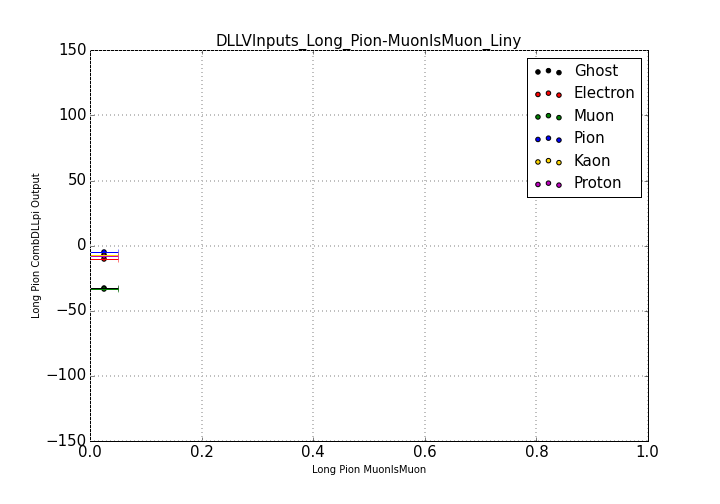 DLLVInputs_Long_Pion-MuonIsMuon_Liny
150
100
50
0
−50
−100
−150
Long Pion CombDLLpi Output
Ghost
Electron
Muon
Pion
Kaon
Proton
0.0 0.2 0.4 0.6 0.8 1.0
Long Pion MuonIsMuon